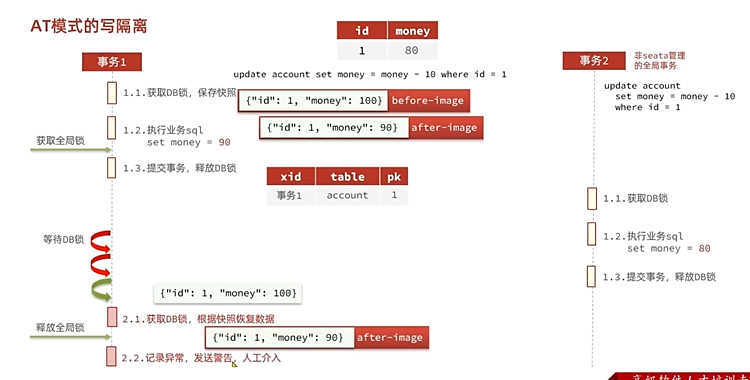 AT模式的写隔离
id money
1 80
事务1
事务2
非seata管理
的全局事务
update account set money = money - 10 where id = 1
update account
set money = money - 10
where id = 1
1.1.获取DB锁，保存快照
{"id": 1, "money": 100} before-image
1.2.执行业务sql
set money = 90
{"id": 1, "money": 90} after-image
获取全局锁
1.3.提交事务，释放DB锁
xid table pk
事务1 account 1
1.1.获取DB锁
等待DB锁
1.2.执行业务sql
set money = 80
1.3.提交事务，释放DB锁
{"id": 1, "money": 100}
2.1.获取DB锁，根据快照恢复数据
释放全局锁
{"id": 1, "money": 90} after-image
2.2.记录异常，发送警告，人工介入